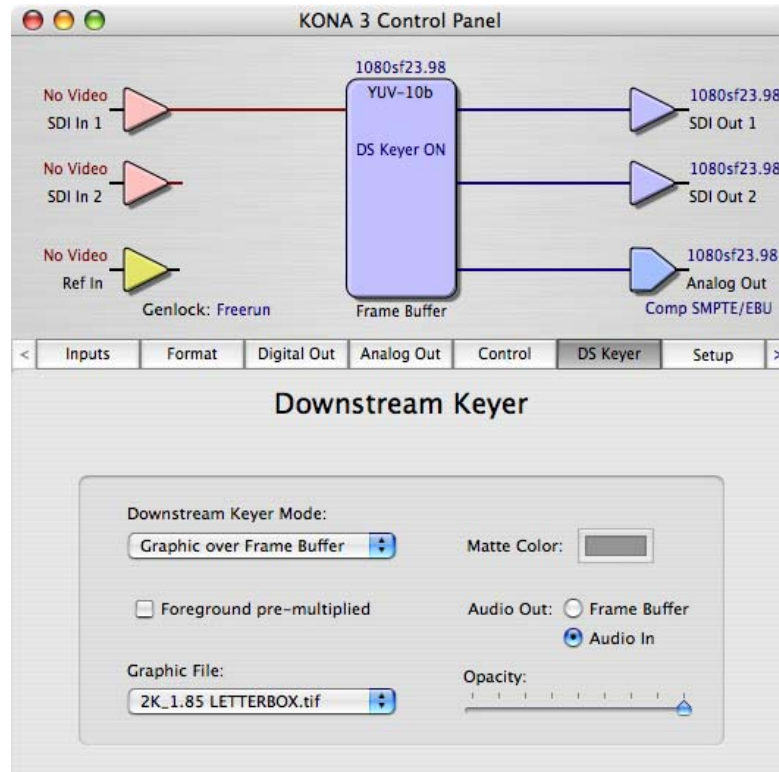 KONA 3 Control Panel
1080sf23.98
No Video
SDI In 1
YUV-10b
DS Keyer ON
1080sf23.98
SDI Out 1
No Video
SDI In 2
1080sf23.98
SDI Out 2
No Video
Ref In
Genlock: Freerun
Frame Buffer
1080sf23.98
Analog Out
Comp SMPTE/EBU
< Inputs Format Digital Out Analog Out Control DS Keyer Setup >
Downstream Keyer
Downstream Keyer Mode:
Graphic over Frame Buffer
Matte Color:
Foreground pre-multiplied
Audio Out: Frame Buffer
Audio In
Graphic File:
2K_1.85 LETTERBOX.tif
Opacity: